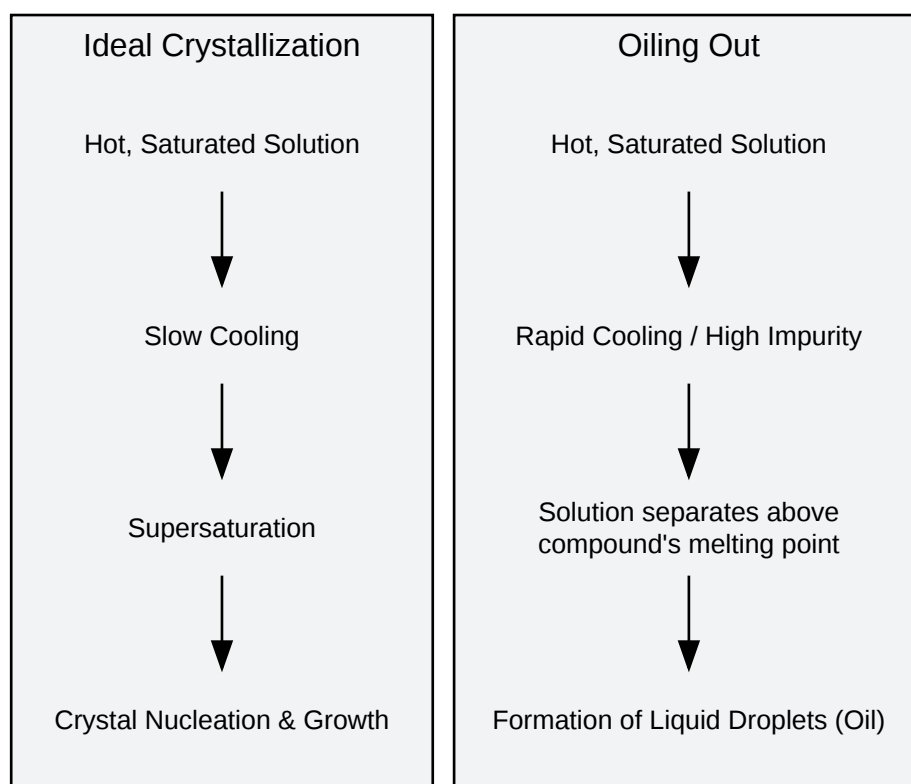 Ideal Crystallization
Hot, Saturated Solution
Slow Cooling
Supersaturation
Crystal Nucleation & Growth
Oiling Out
Hot, Saturated Solution
Rapid Cooling / High Impurity
Solution separates above
compound's melting point
Formation of Liquid Droplets (Oil)